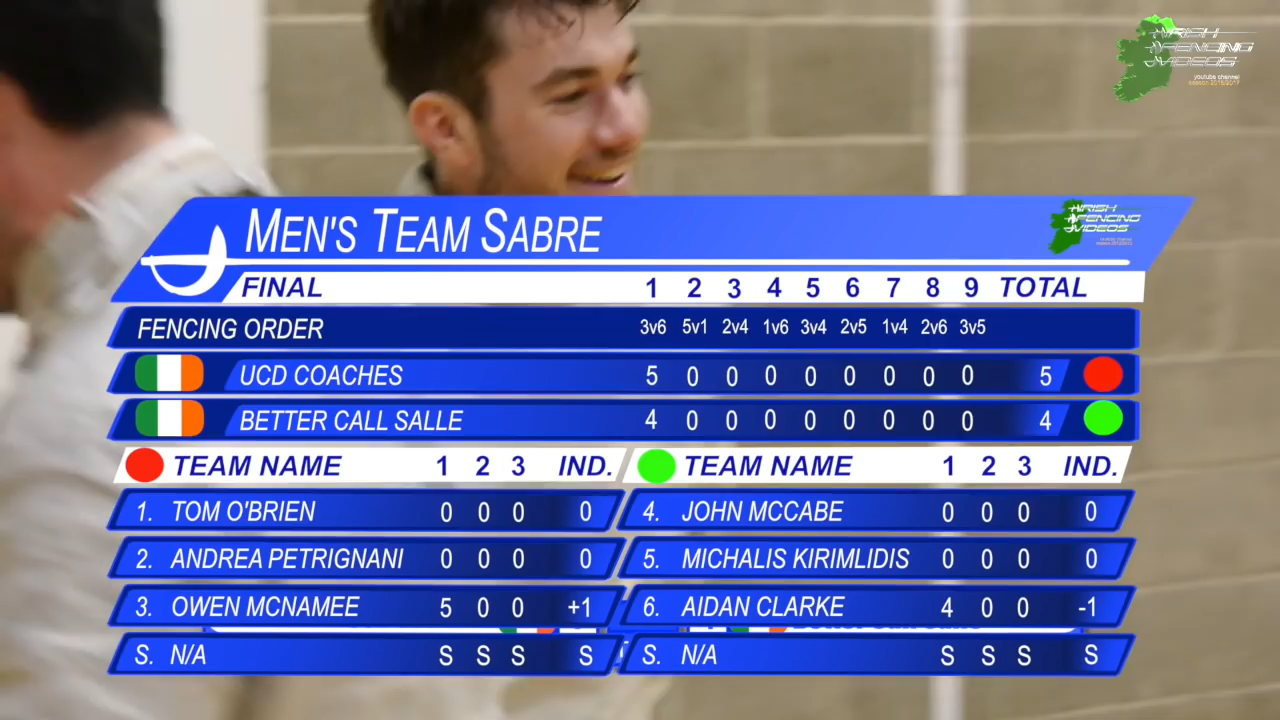 IRISH
FENCING
VIDEOS
youtube channel
season 2016/2017
MEN'S TEAM SABRE
IRISH
FENCING
VIDEOS
FINAL 1 2 3 4 5 6 7 8 9 TOTAL
FENCING ORDER 3v6 5v1 2v4 1v6 3v4 2v5 1v4 2v6 3v5
UCD COACHES 5 0 0 0 0 0 0 0 0 5
BETTER CALL SALLE 4 0 0 0 0 0 0 0 0 4
TEAM NAME 1 2 3 IND. TEAM NAME 1 2 3 IND.
1. TOM O'BRIEN 0 0 0 0 4. JOHN MCCABE 0 0 0 0
2. ANDREA PETRIGNANI 0 0 0 0 5. MICHALIS KIRIMLIDIS 0 0 0 0
3. OWEN MCNAMEE 5 0 0 +1 6. AIDAN CLARKE 4 0 0 -1
S. N/A S S S S S. N/A S S S S